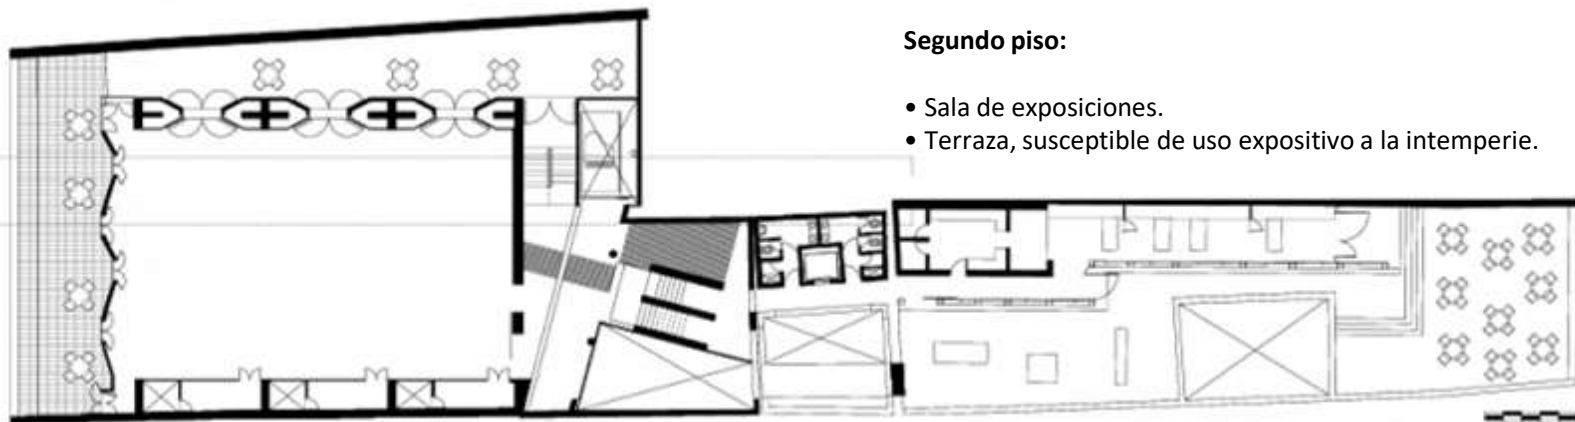 Segundo piso:
• Sala de exposiciones.
• Terraza, susceptible de uso expositivo a la intemperie.